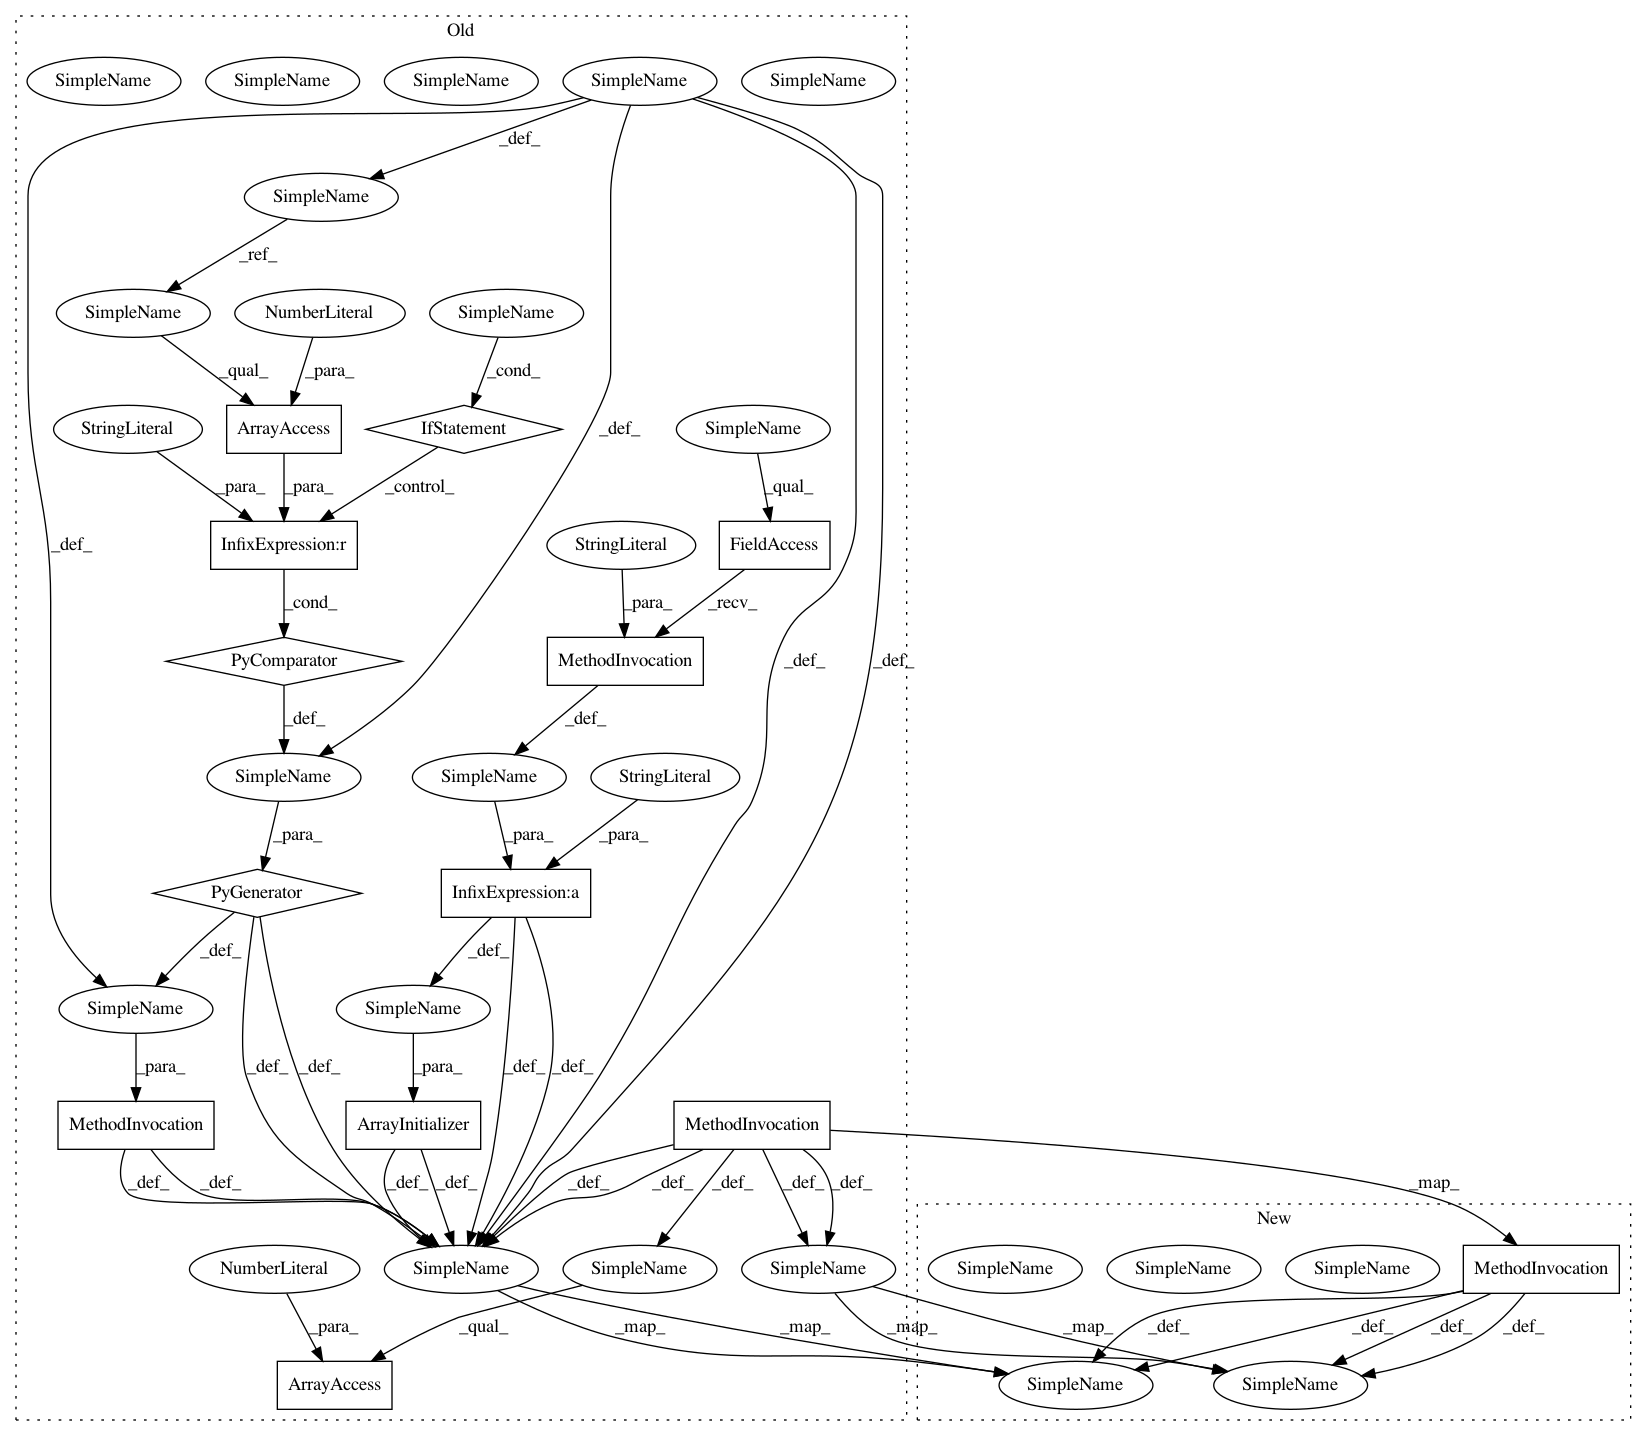 Old
SimpleName SimpleName SimpleName SimpleName SimpleName
_def_
SimpleName
_ref_
SimpleName NumberLiteral SimpleName
_qual_ _para_ _cond_
StringLiteral ArrayAccess IfStatement SimpleName _def_
_para_ _para_ _control_ _qual_
_def_ InfixExpression:r StringLiteral FieldAccess
_cond_ _para_ _recv_
PyComparator MethodInvocation _def_ _def_
_def_ _def_
SimpleName SimpleName StringLiteral
_para_ _para_ _para_
PyGenerator InfixExpression:a
_def_ _def_
SimpleName SimpleName
_para_ _def_ _def_ _para_ _def_ _def_
MethodInvocation ArrayInitializer MethodInvocation
_def_ _def_ _def_ _def_ _def_ _def_ _def_ _def_ _def_ _map_
New
NumberLiteral SimpleName SimpleName SimpleName SimpleName SimpleName SimpleName MethodInvocation
_para_ _qual_ _map_ _map_ _map_ _map_ _def_ _def_ _def_ _def_
ArrayAccess SimpleName SimpleName